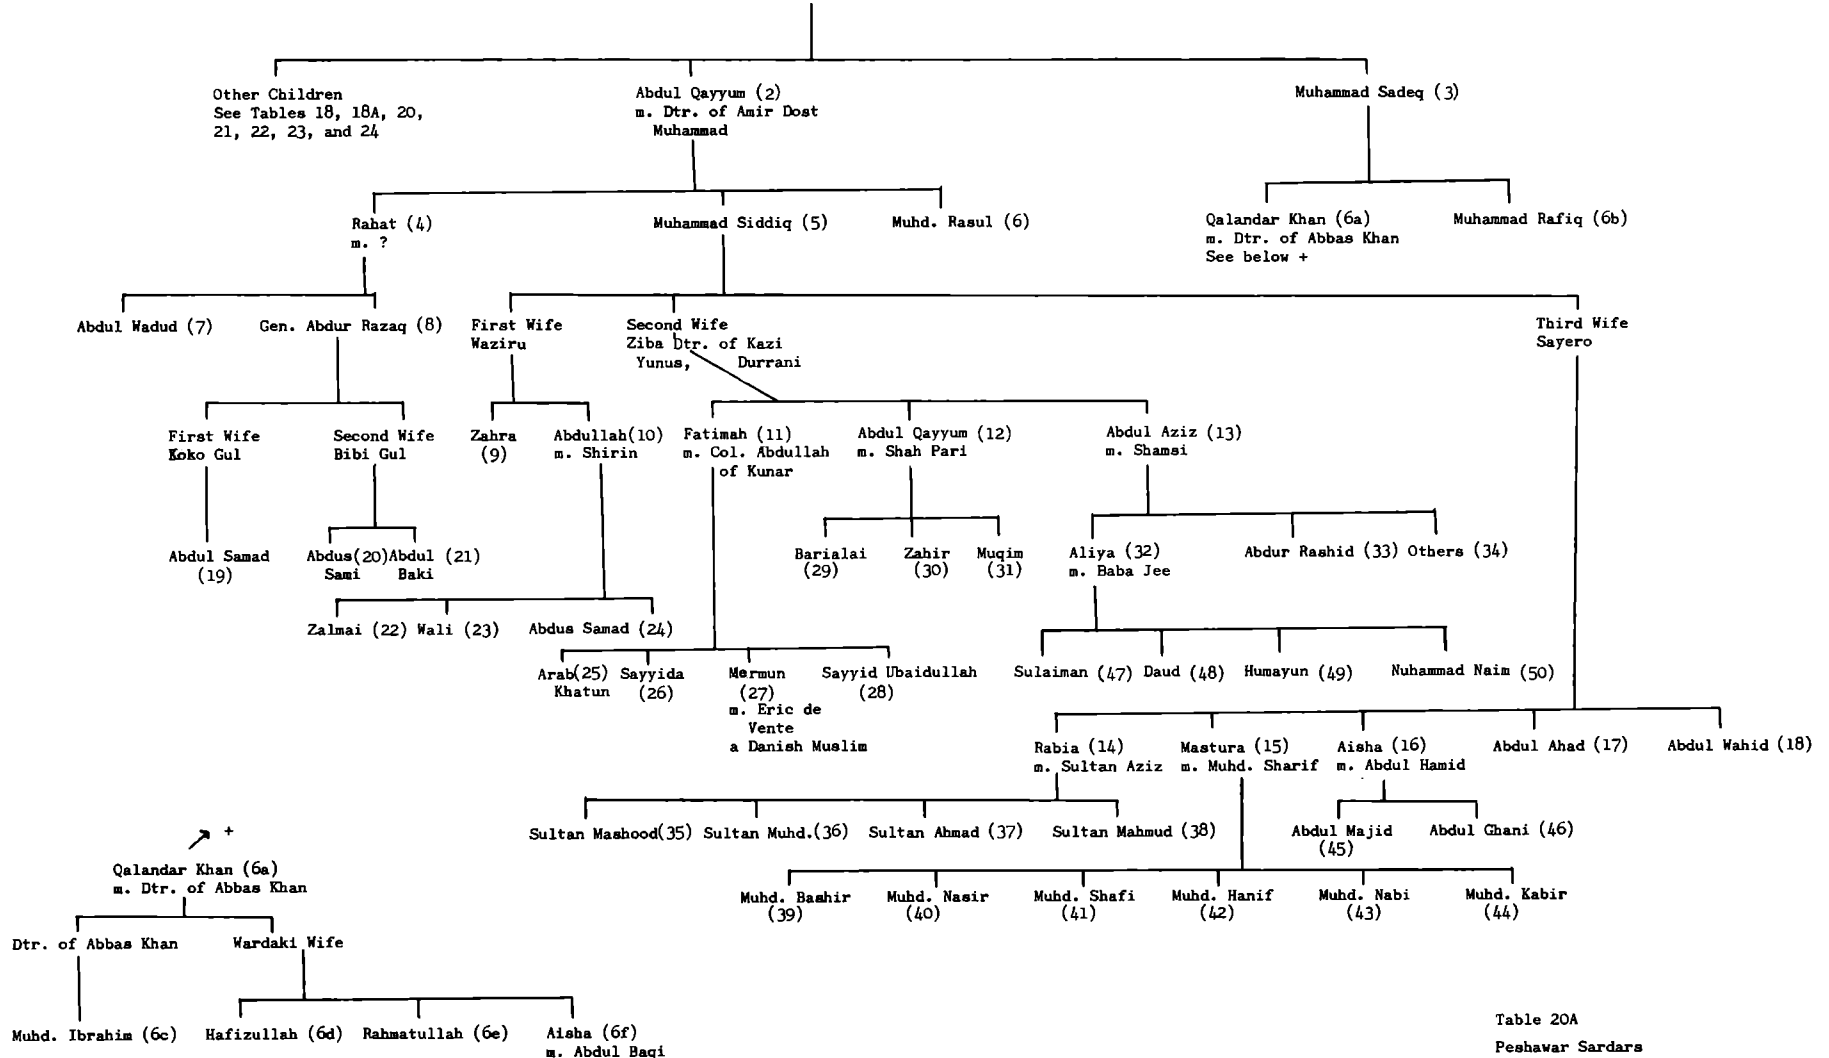 Other Children
See Tables 18, 18A, 20,
21, 22, 23, and 24
Abdul Qayyum (2)
m. Dtr. of Amir Dost
Muhammad
Muhammad Sadeq (3)
Rahat (4)
m. ?
Muhammad Siddiq (5)
Muhd. Rasul (6)
Qalandar Khan (6a)
m. Dtr. of Abbas Khan
See below +
Muhammad Rafiq (6b)
Abdul Wadud (7)
Gen. Abdur Razaq (8)
First Wife
Waziru
Second Wife
Ziba Dtr. of Kazi
Yunus, Durrani
Third Wife
Sayero
First Wife
Koko Gul
Second Wife
Bibi Gul
Zahra
(9)
Abdullah(10)
m. Shirin
Fatimah (11)
m. Col. Abdullah
of Kunar
Abdul Qayyum (12)
m. Shah Pari
Abdul Aziz (13)
m. Shamsi
Abdul Samad
(19)
Abdus(20)
Sami
Abdul (21)
Baki
Barialai
(29)
Zahir
(30)
Muqim
(31)
Aliya (32)
m. Baba Jee
Abdur Rashid (33)
Others (34)
Zalmai (22)
Wali (23)
Abdus Samad (24)
Arab(25)
Khatun
Sayyida
(26)
Mermun
(27)
m. Eric de
Vente
a Danish Muslim
Sayyid Ubaidullah
(28)
Sulaiman (47)
Daud (48)
Humayun (49)
Nuhammad Naim (50)
Rabia (14)
m. Sultan Aziz
Mastura (15)
m. Muhd. Sharif
Aisha (16)
m. Abdul Hamid
Abdul Ahad (17)
Abdul Wahid (18)
Sultan Mashood(35)
Sultan Muhd.(36)
Sultan Ahmad (37)
Sultan Mahmud (38)
Abdul Majid
(45)
Abdul Ghani (46)
Muhd. Bashir
(39)
Muhd. Nasir
(40)
Muhd. Shafi
(41)
Muhd. Hanif
(42)
Muhd. Nabi
(43)
Muhd. Kabir
(44)
+
Qalandar Khan (6a)
m. Dtr. of Abbas Khan
Dtr. of Abbas Khan
Wardaki Wife
Muhd. Ibrahim (6c)
Hafizullah (6d)
Rahmatullah (6e)
Aisha (6f)
m. Abdul Baqi
Table 20A
Peshawar Sardars